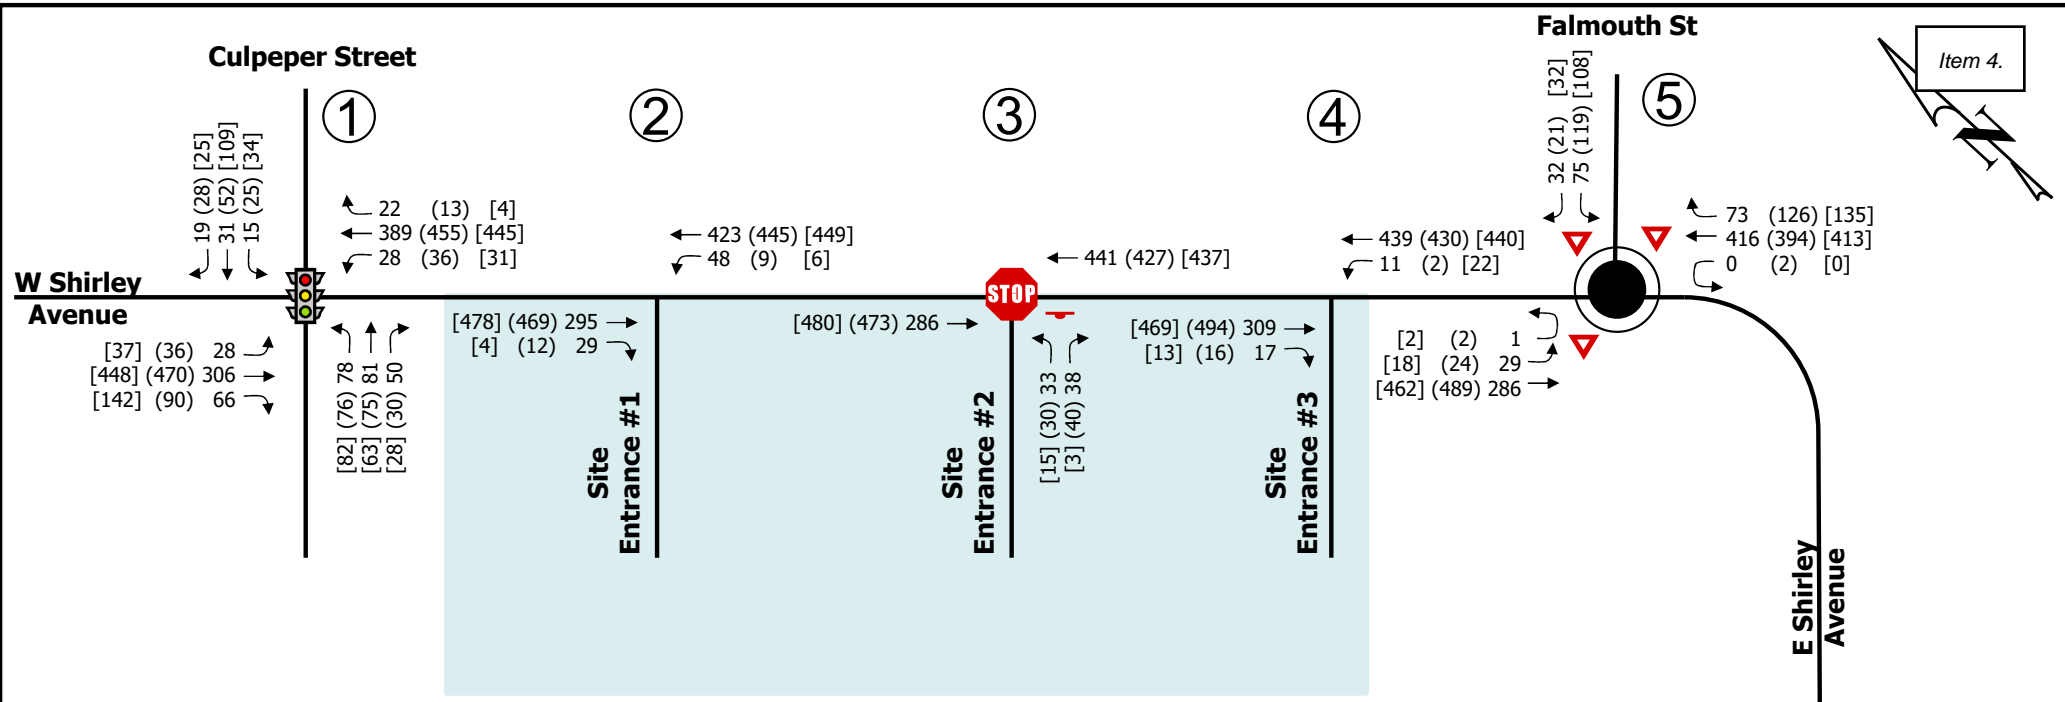 Falmouth St
Item 4.
Culpeper Street
1
2
3
4
5
19 (28) [25]
31 (52) [109]
15 (25) [34]
22 (13) [4]
389 (455) [445]
28 (36) [31]
423 (445) [449]
48 (9) [6]
441 (427) [437]
439 (430) [440]
11 (2) [22]
32 (21) [32]
75 (119) [108]
73 (126) [135]
416 (394) [413]
0 (2) [0]
N
W Shirley
Avenue
STOP
[37] (36) 28
[448] (470) 306
[142] (90) 66
[82] (76) 78
[63] (75) 81
[28] (30) 50
[478] (469) 295
[4] (12) 29
[480] (473) 286
[15] (30) 33
[3] (40) 38
[469] (494) 309
[13] (16) 17
[2] (2) 1
[18] (24) 29
[462] (489) 286
Site
Entrance #1
Site
Entrance #2
Site
Entrance #3
E Shirley
Avenue